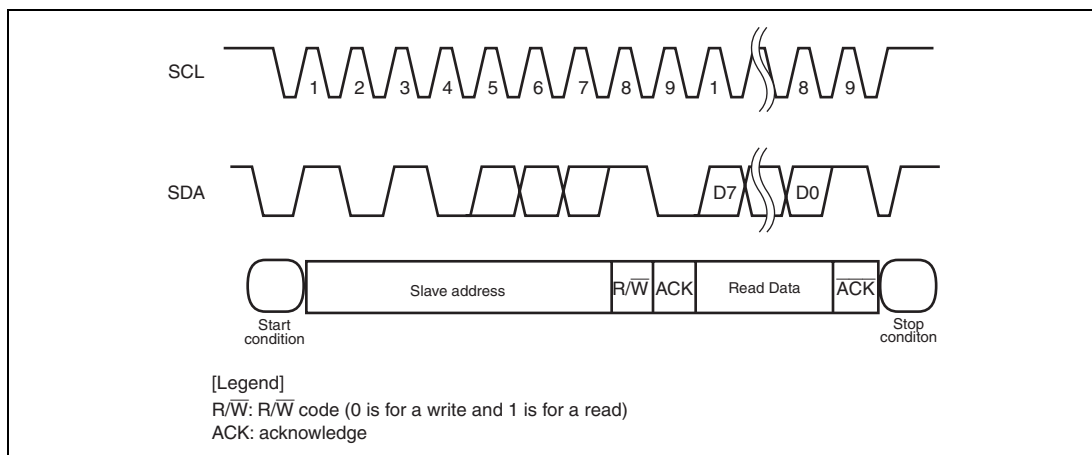 SCL
1 2 3 4 5 6 7 8 9 1 8 9
SDA
D7 D0
Slave address R/W̅ ACK Read Data A̅C̅K̅
Start
condition
Stop
conditon
[Legend]
R/W̅: R/W̅ code (0 is for a write and 1 is for a read)
ACK: acknowledge